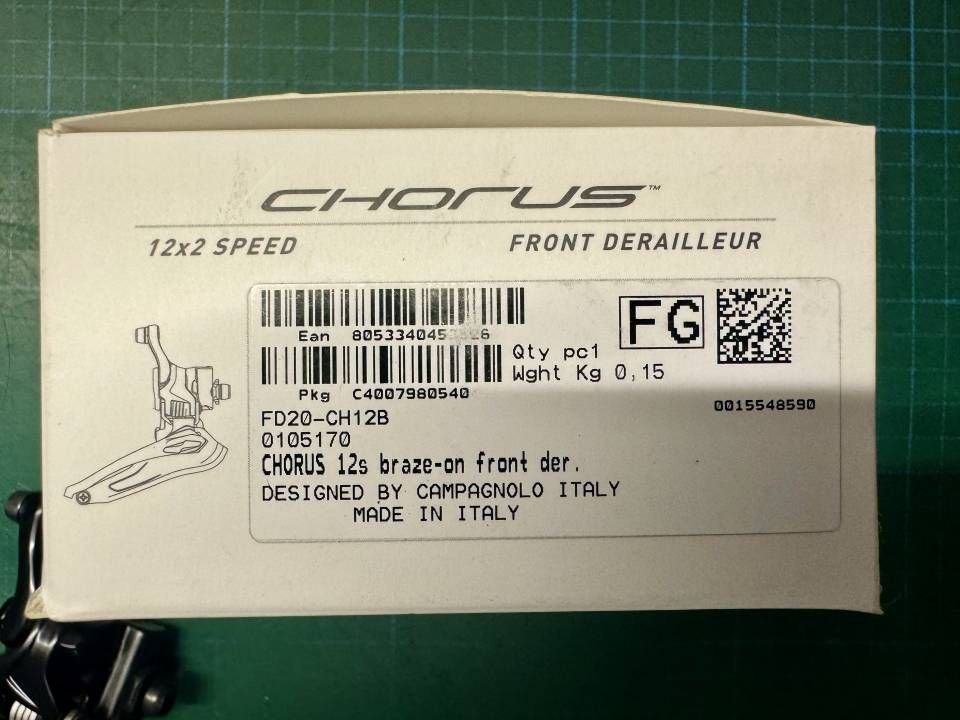 CHORUS™
12x2 SPEED
FRONT DERAILLEUR
Ean
FG
Qty pc1
Wght Kg 0,15
Pkg C4007980540
0015548590
FD20-CH12B
0105170
CHORUS 12s braze-on front der.
DESIGNED BY CAMPAGNOLO ITALY
MADE IN ITALY